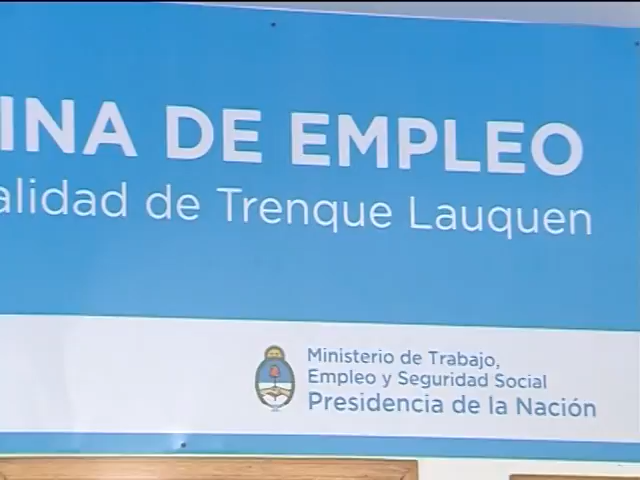 INA DE EMPLEO
alidad de Trenque Lauquen
Ministerio de Trabajo,
Empleo y Seguridad Social
Presidencia de la Nación